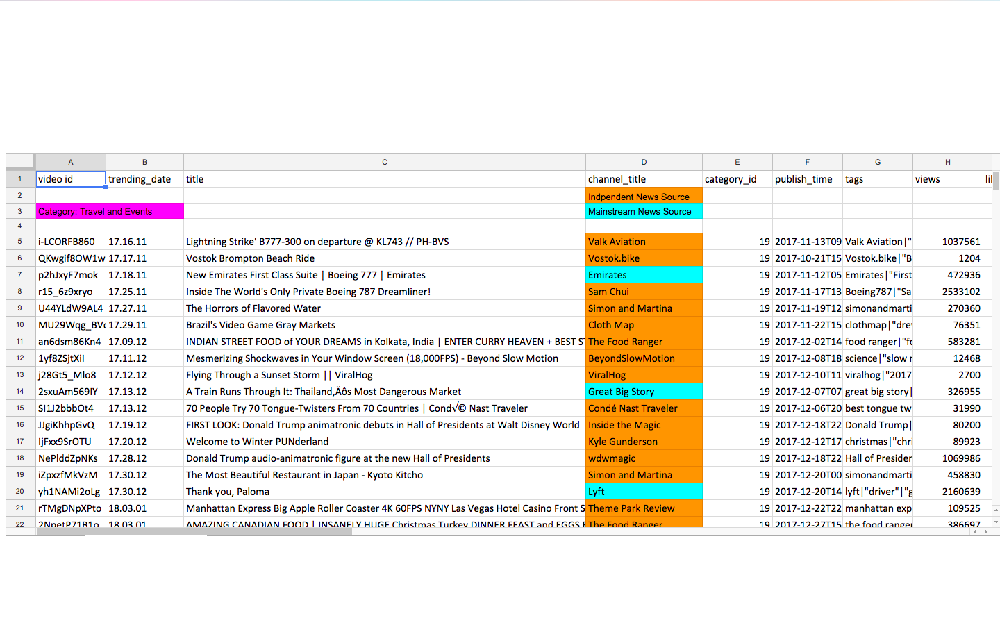 A B C D E F G H
1 video id trending_date title channel_title category_id publish_time tags views li
2 Indpendent News Source
3 Category: Travel and Events Mainstream News Source
4
5 i-LCORFB860 17.16.11 Lightning Strike' B777-300 on departure @ KL743 // PH-BVS Valk Aviation 19 2017-11-13T09 Valk Aviation|" 1037561
6 QKwgif8OW1w 17.17.11 Vostok Brompton Beach Ride Vostok.bike 19 2017-10-21T15 Vostok.bike|"B 1204
7 p2hJxyF7mok 17.18.11 New Emirates First Class Suite | Boeing 777 | Emirates Emirates 19 2017-11-12T05 Emirates|"First 472936
8 r15_6z9xryo 17.25.11 Inside The World's Only Private Boeing 787 Dreamliner! Sam Chui 19 2017-11-17T13 Boeing787|"Sa 2533102
9 U44YLdW9AL4 17.27.11 The Horrors of Flavored Water Simon and Martina 19 2017-11-19T12 simonandmarti 270360
10 MU29Wqg_BV 17.29.11 Brazil's Video Game Gray Markets Cloth Map 19 2017-11-22T15 clothmap|"drev 76351
11 an6dsm86Kn4 17.09.12 INDIAN STREET FOOD of YOUR DREAMS in Kolkata, India | ENTER CURRY HEAVEN + BEST ST The Food Ranger 19 2017-12-02T14 food ranger|"fo 583281
12 1yf8ZSjtXiI 17.11.12 Mesmerizing Shockwaves in Your Window Screen (18,000FPS) - Beyond Slow Motion BeyondSlowMotion 19 2017-12-08T18 science|"slow r 12468
13 j28Gt5_Mlo8 17.12.12 Flying Through a Sunset Storm || ViralHog ViralHog 19 2017-12-10T11 viralhog|"2017 2700
14 2sxuAm569IY 17.13.12 A Train Runs Through It: Thailand‚Äôs Most Dangerous Market Great Big Story 19 2017-12-07T07 great big story| 326955
15 SI1J2bbbOt4 17.13.12 70 People Try 70 Tongue-Twisters From 70 Countries | Cond√© Nast Traveler Condé Nast Traveler 19 2017-12-06T20 best tongue tw 31990
16 JJgiKhhpGvQ 17.19.12 FIRST LOOK: Donald Trump animatronic debuts in Hall of Presidents at Walt Disney World Inside the Magic 19 2017-12-18T22 Donald Trump| 80200
17 IjFxx9SrOTU 17.20.12 Welcome to Winter PUNderland Kyle Gunderson 19 2017-12-12T17 christmas|"chri 89923
18 NePlddZpNKs 17.28.12 Donald Trump audio-animatronic figure at the new Hall of Presidents wdwmagic 19 2017-12-18T22 Hall of Presiden 1069986
19 iZpxzfMkVzM 17.30.12 The Most Beautiful Restaurant in Japan - Kyoto Kitcho Simon and Martina 19 2017-12-20T00 simonandmarti 458830
20 yh1NAMi2oLg 17.30.12 Thank you, Paloma Lyft 19 2017-12-20T14 lyft|"driver"|"g 2160639
21 rTMgDNpXPto 18.03.01 Manhattan Express Big Apple Roller Coaster 4K 60FPS NYNY Las Vegas Hotel Casino Front S Theme Park Review 19 2017-12-22T22 manhattan exp 109525
22 2NnetP71B1o 18.03.01 AMAZING CANADIAN FOOD | INSANELY HUGE Christmas Turkey DINNER FEAST and EGGS The Food Ranger 19 2017-12-27T15 the food ranger 386697